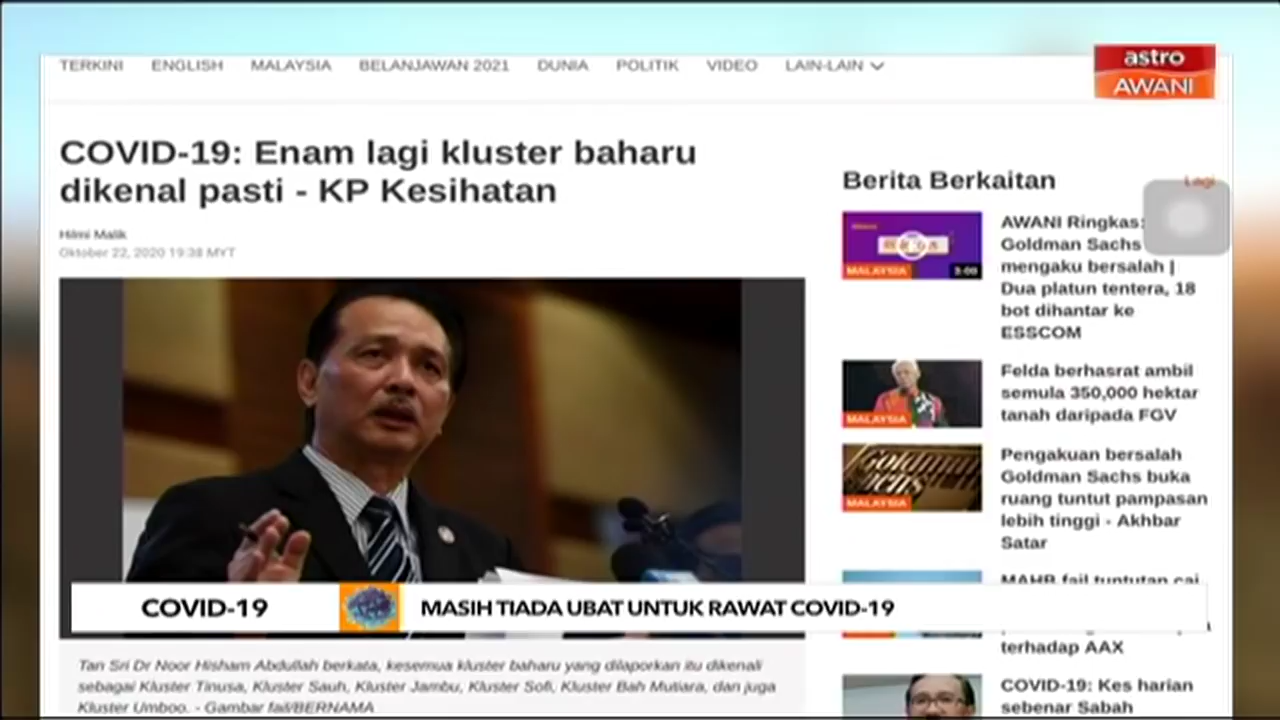 TERKINI ENGLISH MALAYSIA BELANJAWAN 2021 DUNIA POLITIK VIDEO LAIN-LAIN
astro
AWANI
COVID-19: Enam lagi kluster baharu
dikenal pasti - KP Kesihatan
Hilmi Malik
Oktober 22, 2020 19:38 MYT
Berita Berkaitan
Lagi
AWANI Ringkas:
Goldman Sachs
mengaku bersalah |
Dua platun tentera, 18
bot dihantar ke
ESSCOM
MALAYSIA 3:00
Felda berhasrat ambil
semula 350,000 hektar
tanah daripada FGV
MALAYSIA
Pengakuan bersalah
Goldman Sachs buka
ruang tuntut pampasan
lebih tinggi - Akhbar
Satar
Goldman
Sachs
MALAYSIA
MAHB fail tuntutan
terhadap AAX
COVID-19: Kes harian
sebenar Sabah
COVID-19 MASIH TIADA UBAT UNTUK RAWAT COVID-19
Tan Sri Dr Noor Hisham Abdullah berkata, kesemua kluster baharu yang dilaporkan itu dikenali
sebagai Kluster Tinusa, Kluster Sauh, Kluster Jambu, Kluster Sofi, Kluster Bah Mutiara, dan juga
Kluster Umboo. - Gambar fail/BERNAMA